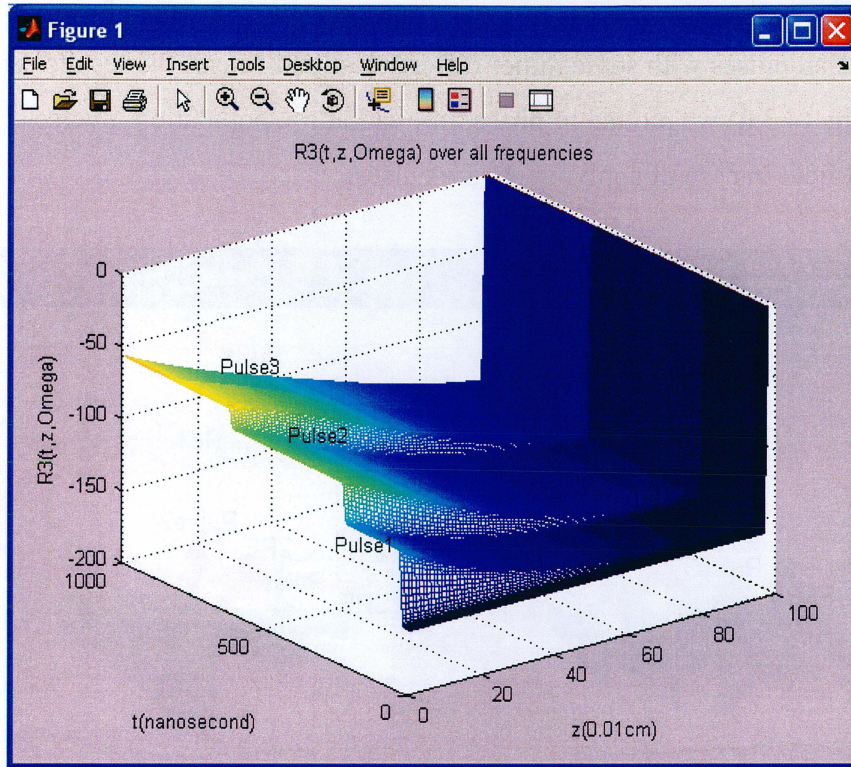 Figure 1
File Edit View Insert Tools Desktop Window Help
R3(t,z,Omega) over all frequencies
0
-50
-100
-150
-200
R3(t,z,Omega)
Pulse3
Pulse2
Pulse1
1000
500
0
t(nanosecond)
0
20
40
60
80
100
z(0.01cm)